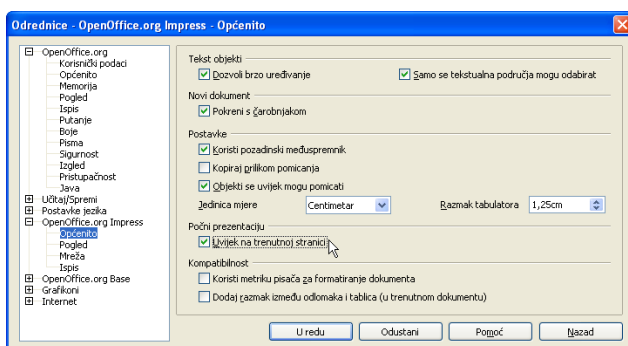 Odrednice - OpenOffice.org Impress - Općenito
OpenOffice.org
Korisnički podaci
Općenito
Memorija
Pogled
Ispis
Putanje
Boje
Pisma
Sigurnost
Izgled
Pristupačnost
Java
Učitaj/Spremi
Postavke jezika
OpenOffice.org Impress
Općenito
Pogled
Mreža
Ispis
OpenOffice.org Base
Grafikoni
Internet
Tekst objekti
Dozvoli brzo uređivanje
Samo se tekstualna područja mogu odabirat
Novi dokument
Pokreni s čarobnjakom
Postavke
Koristi pozadinski međuspremnik
Kopiraj prilikom pomicanja
Objekti se uvijek mogu pomicati
Jedinica mjere Centimetar Razmak tabulatora 1,25cm
Počni prezentaciju
Uvijek na trenutnoj stranici
Kompatibilnost
Koristi metriku pisača za formatiranje dokumenta
Dodaj razmak između odlomaka i tablica (u trenutnom dokumentu)
U redu Odustani Pomoć Nazad